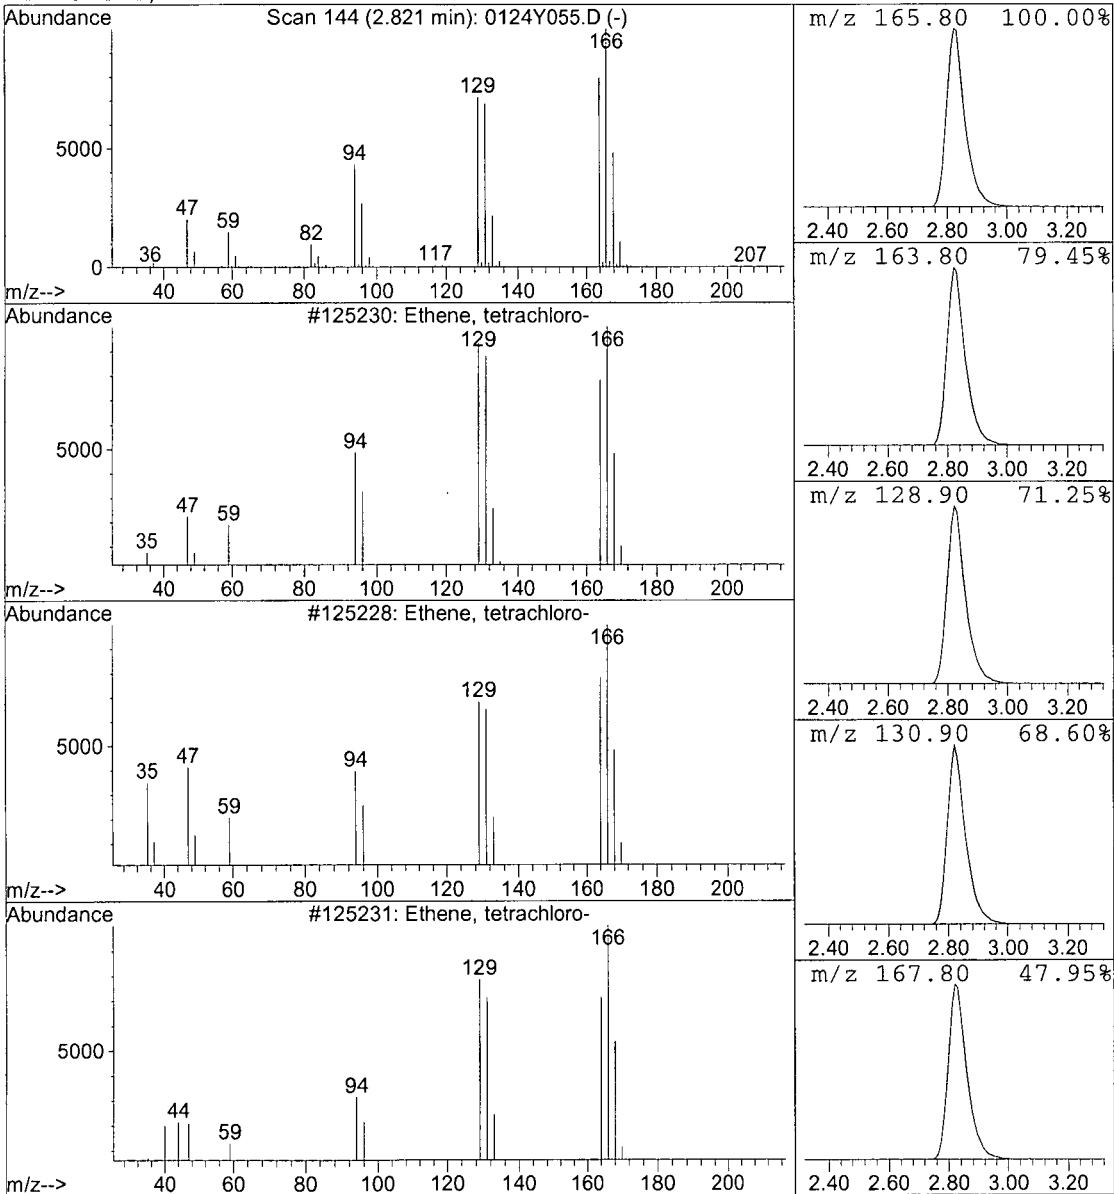 Abundance Scan 144 (2.821 min): 0124Y055.D (-)
166
129
5000
94
47
59
82
36
117
207
0
m/z--> 40 60 80 100 120 140 160 180 200
Abundance #125230: Ethene, tetrachloro-
129 166
94
5000
47
59
35
m/z--> 40 60 80 100 120 140 160 180 200
Abundance #125228: Ethene, tetrachloro-
166
129
5000
35 47 94
59
m/z--> 40 60 80 100 120 140 160 180 200
Abundance #125231: Ethene, tetrachloro-
166
129
5000
94
44
59
m/z--> 40 60 80 100 120 140 160 180 200
m/z 165.80 100.00%
2.40 2.60 2.80 3.00 3.20
m/z 163.80 79.45%
2.40 2.60 2.80 3.00 3.20
m/z 128.90 71.25%
2.40 2.60 2.80 3.00 3.20
m/z 130.90 68.60%
2.40 2.60 2.80 3.00 3.20
m/z 167.80 47.95%
2.40 2.60 2.80 3.00 3.20